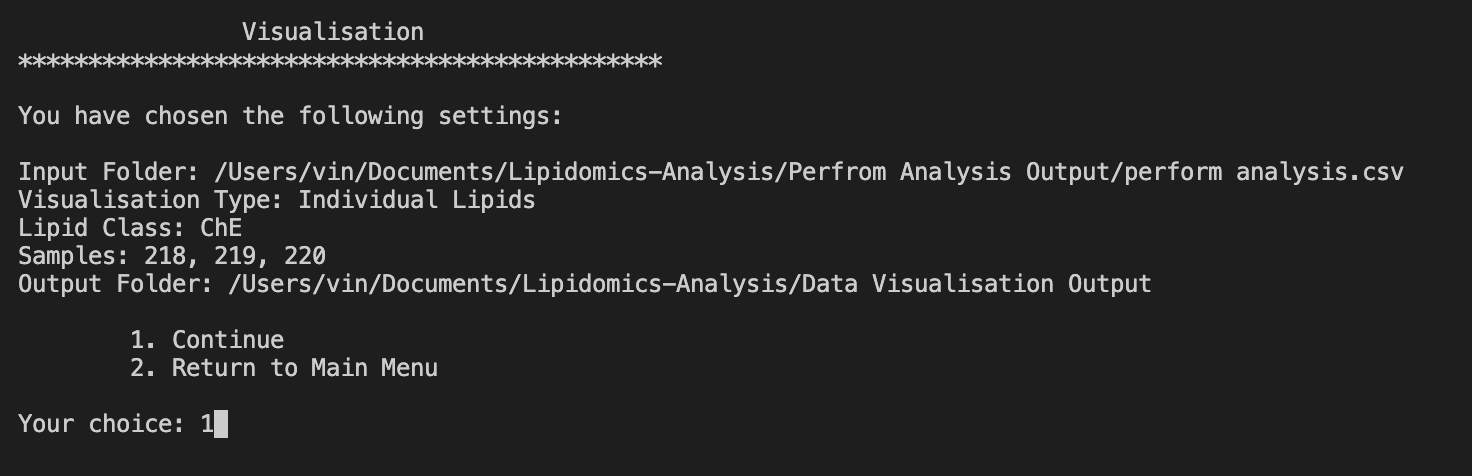 Visualisation
**********************************************
You have chosen the following settings:
Input Folder: /Users/vin/Documents/Lipidomics-Analysis/Perfrom Analysis Output/perform analysis.csv
Visualisation Type: Individual Lipids
Lipid Class: ChE
Samples: 218, 219, 220
Output Folder: /Users/vin/Documents/Lipidomics-Analysis/Data Visualisation Output
1. Continue
2. Return to Main Menu
Your choice: 1